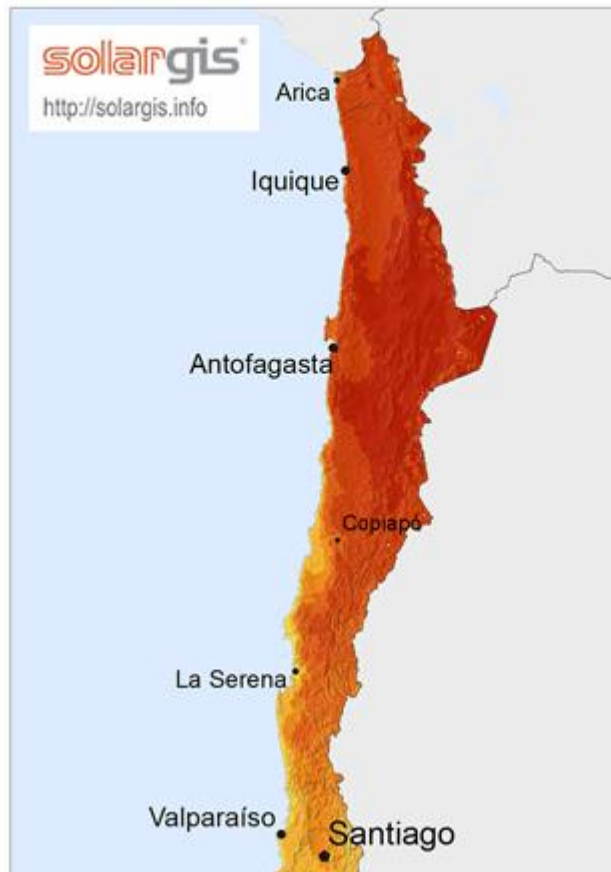 solargis®
http://solargis.info
Arica
Iquique
Antofagasta
Copiapó
La Serena
Valparaíso
Santiago